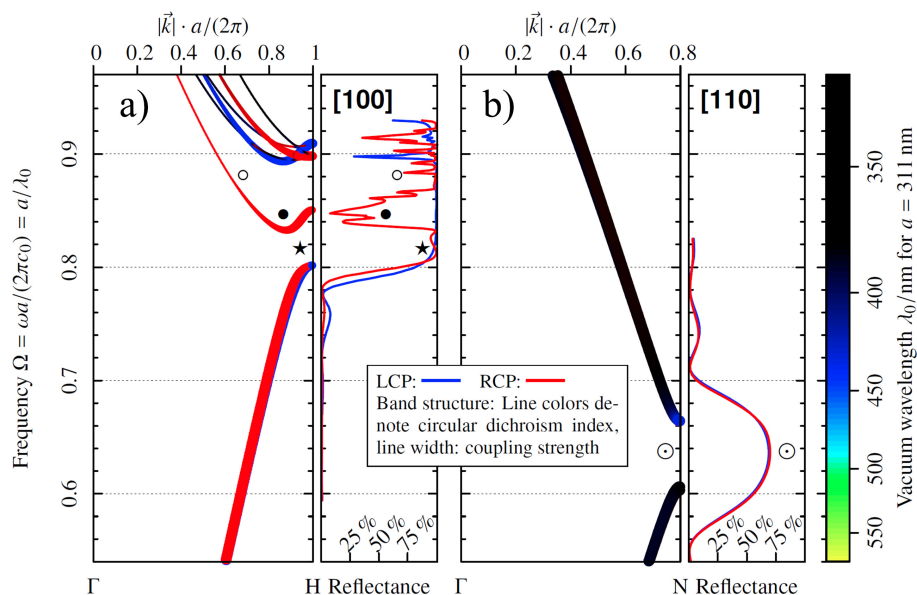 |k⃗| · a/(2π)
|k⃗| · a/(2π)
0 0.2 0.4 0.6 0.8 1
0 0.2 0.4 0.6 0.8
a)
[100]
b)
[110]
Frequency Ω = ωa/(2πc₀) = a/λ₀
0.9
0.8
0.7
0.6
LCP: RCP:
Band structure: Line colors de-
note circular dichroism index,
line width: coupling strength
25 % 50 % 75 %
25 % 50 % 75 %
Γ H Reflectance
Γ N Reflectance
350
400
450
500
550
Vacuum wavelength λ₀/nm for a = 311 nm